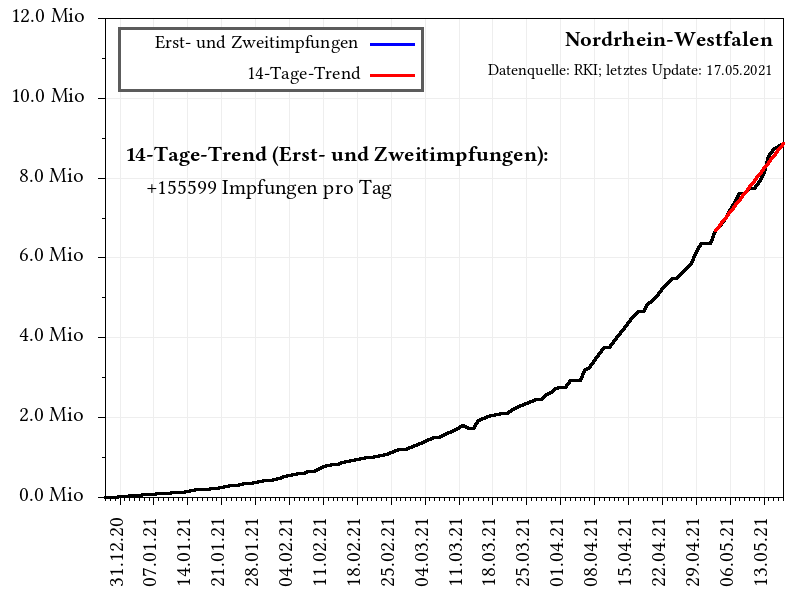 12.0 Mio
10.0 Mio
8.0 Mio
6.0 Mio
4.0 Mio
2.0 Mio
0.0 Mio
Erst- und Zweitimpfungen
14-Tage-Trend
Nordrhein-Westfalen
Datenquelle: RKI; letztes Update: 17.05.2021
14-Tage-Trend (Erst- und Zweitimpfungen):
+155599 Impfungen pro Tag
31.12.20
07.01.21
14.01.21
21.01.21
28.01.21
04.02.21
11.02.21
18.02.21
25.02.21
04.03.21
11.03.21
18.03.21
25.03.21
01.04.21
08.04.21
15.04.21
22.04.21
29.04.21
06.05.21
13.05.21